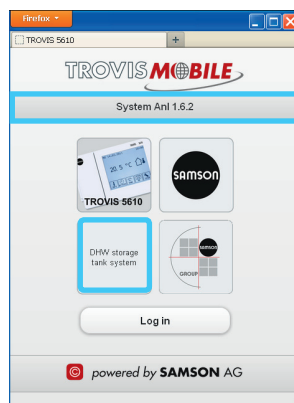 Firefox
TROVIS 5610
+
TROVIS MOBILE
System Anl 1.6.2
20.5 °C
TROVIS 5610
SAMSON
DHW storage
tank system
SAMSON
GROUP
Log in
© powered by SAMSON AG